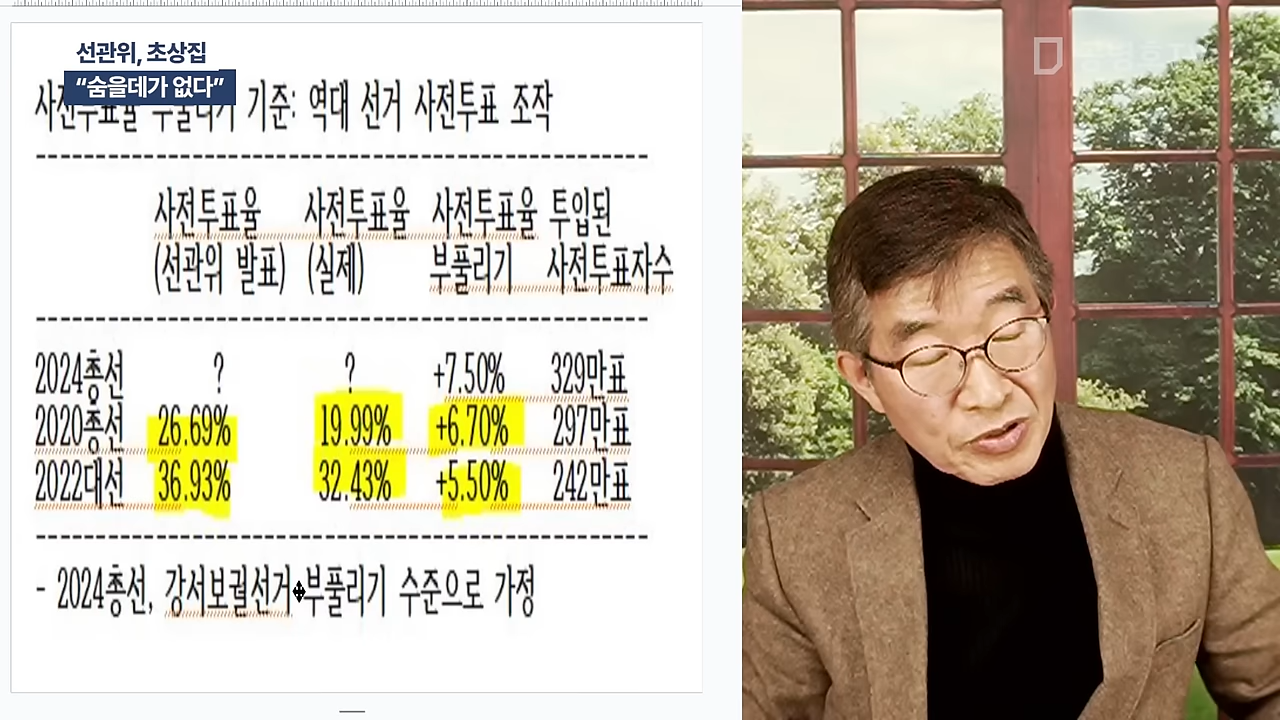 선관위, 초상집
“숨을데가 없다”
사전투표율 부풀리기 기준: 역대 선거 사전투표 조작
사전투표율 사전투표율 사전투표율 투입된
(선관위 발표) (실제) 부풀리기 사전투표자수
2024총선 ? ? +7.50% 329만표
2020총선 26.69% 19.99% +6.70% 297만표
2022대선 36.93% 32.43% +5.50% 242만표
- 2024총선, 강서보궐선거 부풀리기 수준으로 가정